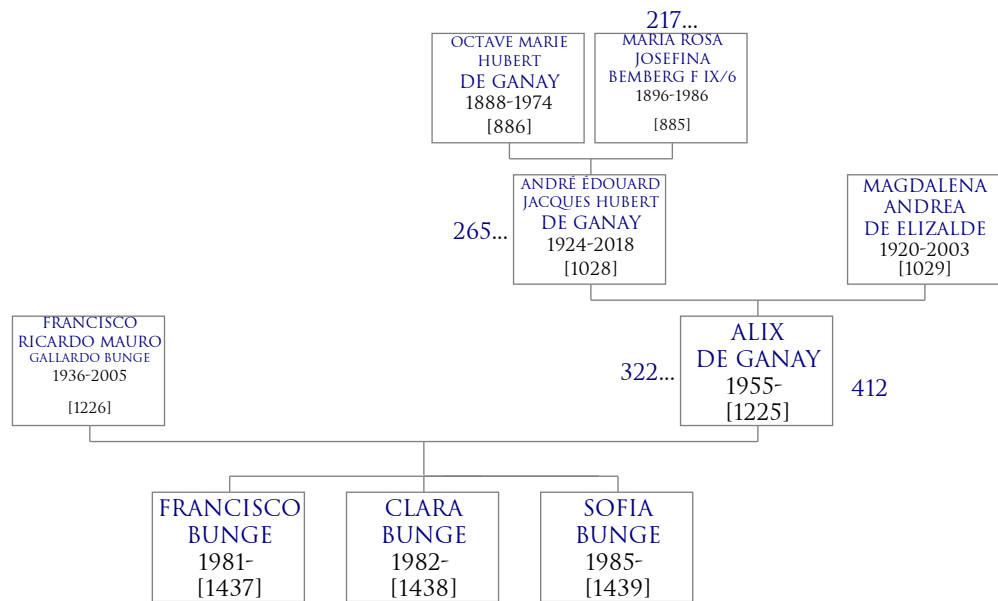 217...
OCTAVE MARIE
HUBERT
DE GANAY
1888-1974
[886]
MARIA ROSA
JOSEFINA
BEMBERG F IX/6
1896-1986
[885]
265...
ANDRÉ ÉDOUARD
JACQUES HUBERT
DE GANAY
1924-2018
[1028]
MAGDALENA
ANDREA
DE ELIZALDE
1920-2003
[1029]
FRANCISCO
RICARDO MAURO
GALLARDO BUNGE
1936-2005
[1226]
322...
ALIX
DE GANAY
1955-
[1225]
412
FRANCISCO
BUNGE
1981-
[1437]
CLARA
BUNGE
1982-
[1438]
SOFIA
BUNGE
1985-
[1439]